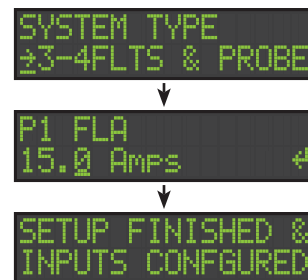 SYSTEM TYPE
→3-4FLTS & PROBE
P1 FLA
15.0 Amps ↵
SETUP FINISHED &
INPUTS CONFGURED